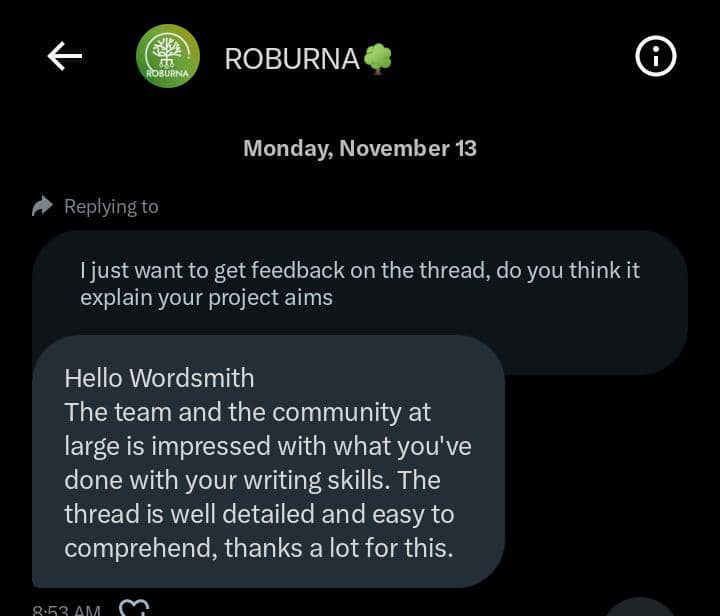 ROBURNA
ROBURNA🌳
Monday, November 13
Replying to
I just want to get feedback on the thread, do you think it
explain your project aims
Hello Wordsmith
The team and the community at
large is impressed with what you've
done with your writing skills. The
thread is well detailed and easy to
comprehend, thanks a lot for this.
8:53 AM